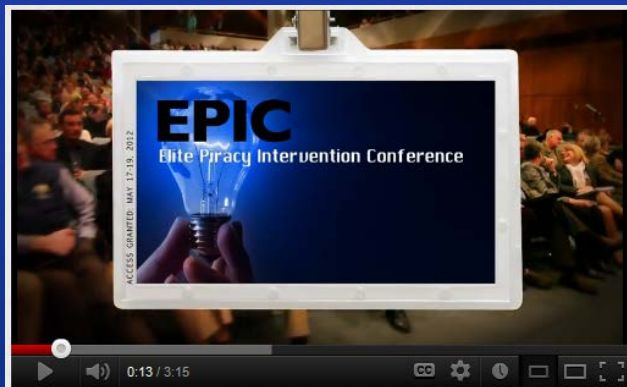 EPIC
Elite Piracy Intervention Conference
ACCESS GRANTED: MAY 17-19, 2012
0:13 / 3:15
CC